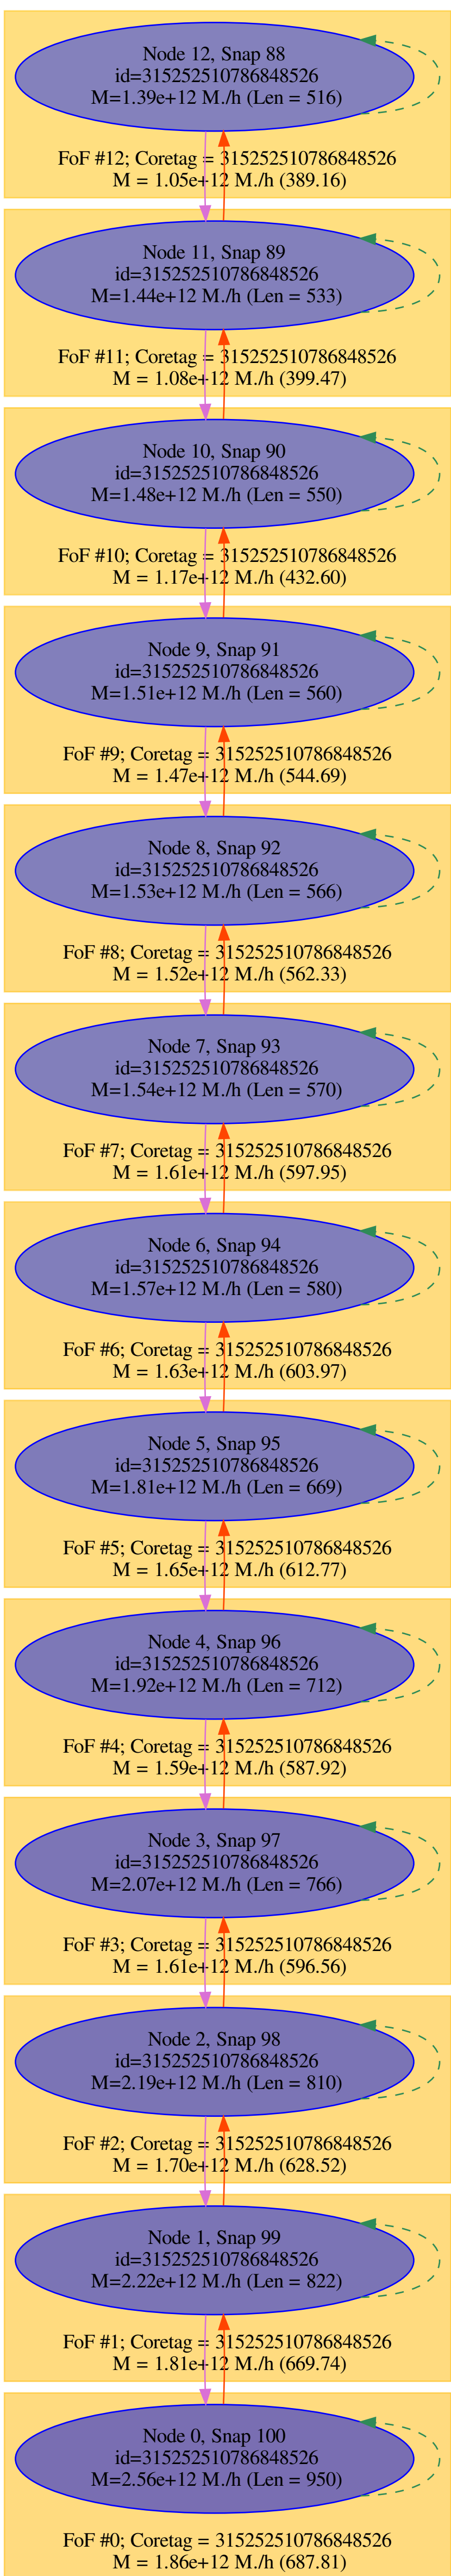 Node 12, Snap 88
id=315252510786848526
M=1.39e+12 M./h (Len = 516)
FoF #12; Coretag = 315252510786848526
M = 1.05e+12 M./h (389.16)
Node 11, Snap 89
id=315252510786848526
M=1.44e+12 M./h (Len = 533)
FoF #11; Coretag = 315252510786848526
M = 1.08e+12 M./h (399.47)
Node 10, Snap 90
id=315252510786848526
M=1.48e+12 M./h (Len = 550)
FoF #10; Coretag = 315252510786848526
M = 1.17e+12 M./h (432.60)
Node 9, Snap 91
id=315252510786848526
M=1.51e+12 M./h (Len = 560)
FoF #9; Coretag = 315252510786848526
M = 1.47e+12 M./h (544.69)
Node 8, Snap 92
id=315252510786848526
M=1.53e+12 M./h (Len = 566)
FoF #8; Coretag = 315252510786848526
M = 1.52e+12 M./h (562.33)
Node 7, Snap 93
id=315252510786848526
M=1.54e+12 M./h (Len = 570)
FoF #7; Coretag = 315252510786848526
M = 1.61e+12 M./h (597.95)
Node 6, Snap 94
id=315252510786848526
M=1.57e+12 M./h (Len = 580)
FoF #6; Coretag = 315252510786848526
M = 1.63e+12 M./h (603.97)
Node 5, Snap 95
id=315252510786848526
M=1.81e+12 M./h (Len = 669)
FoF #5; Coretag = 315252510786848526
M = 1.65e+12 M./h (612.77)
Node 4, Snap 96
id=315252510786848526
M=1.92e+12 M./h (Len = 712)
FoF #4; Coretag = 315252510786848526
M = 1.59e+12 M./h (587.92)
Node 3, Snap 97
id=315252510786848526
M=2.07e+12 M./h (Len = 766)
FoF #3; Coretag = 315252510786848526
M = 1.61e+12 M./h (596.56)
Node 2, Snap 98
id=315252510786848526
M=2.19e+12 M./h (Len = 810)
FoF #2; Coretag = 315252510786848526
M = 1.70e+12 M./h (628.52)
Node 1, Snap 99
id=315252510786848526
M=2.22e+12 M./h (Len = 822)
FoF #1; Coretag = 315252510786848526
M = 1.81e+12 M./h (669.74)
Node 0, Snap 100
id=315252510786848526
M=2.56e+12 M./h (Len = 950)
FoF #0; Coretag = 315252510786848526
M = 1.86e+12 M./h (687.81)